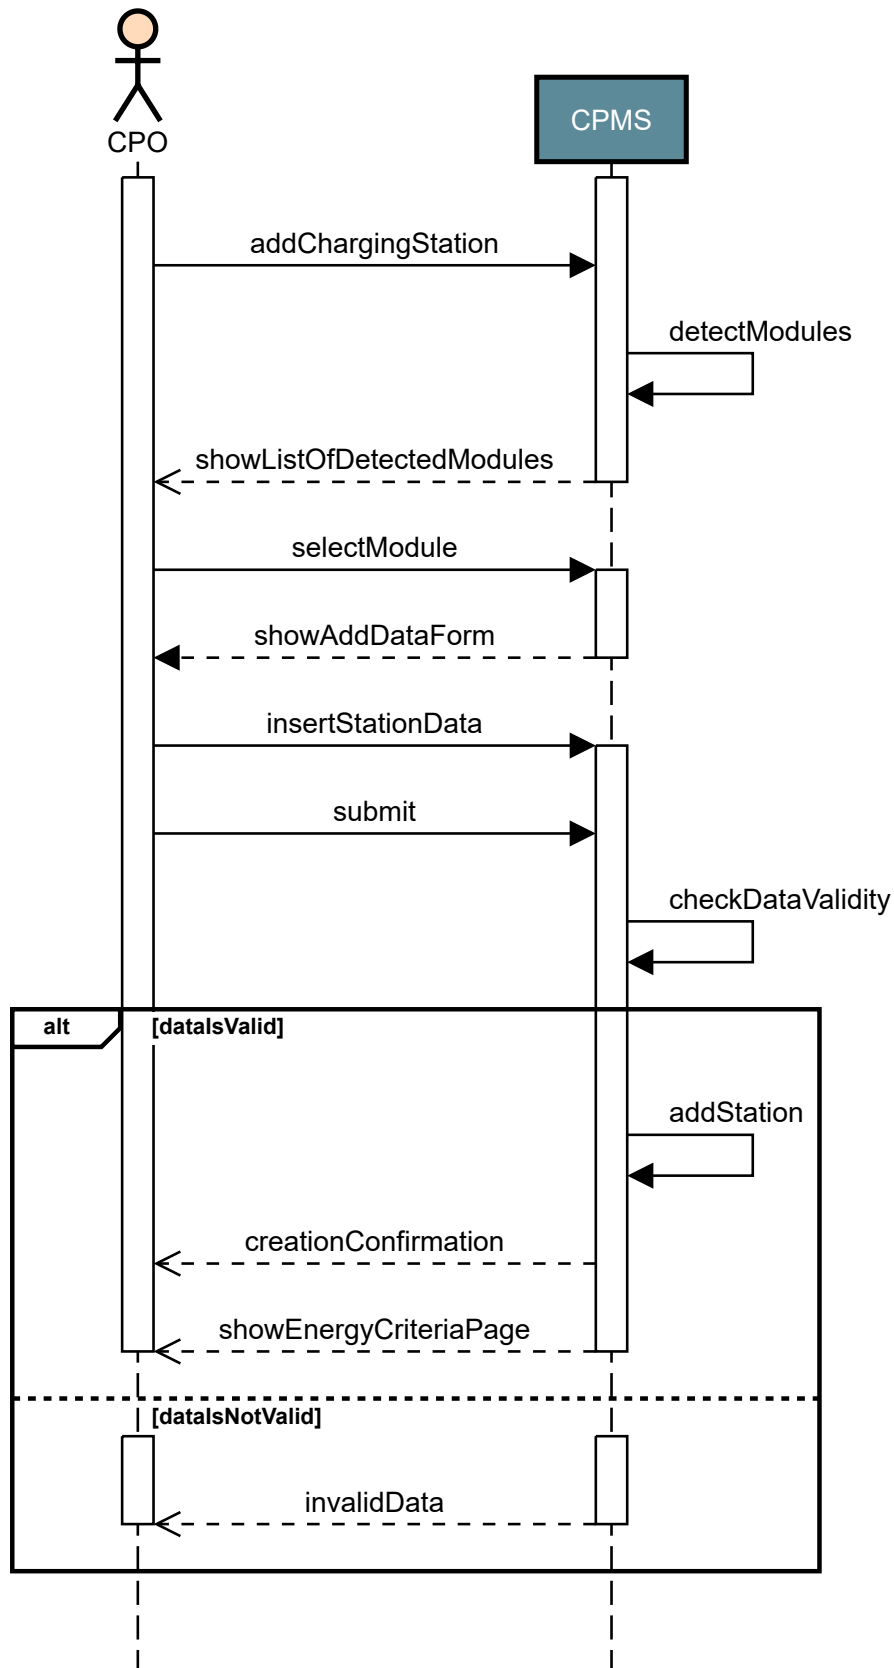 CPO
CPMS
addChargingStation
detectModules
showListOfDetectedModules
selectModule
showAddDataForm
insertStationData
submit
checkDataValidity
alt
[dataIsValid]
addStation
creationConfirmation
showEnergyCriteriaPage
[dataIsNotValid]
invalidData